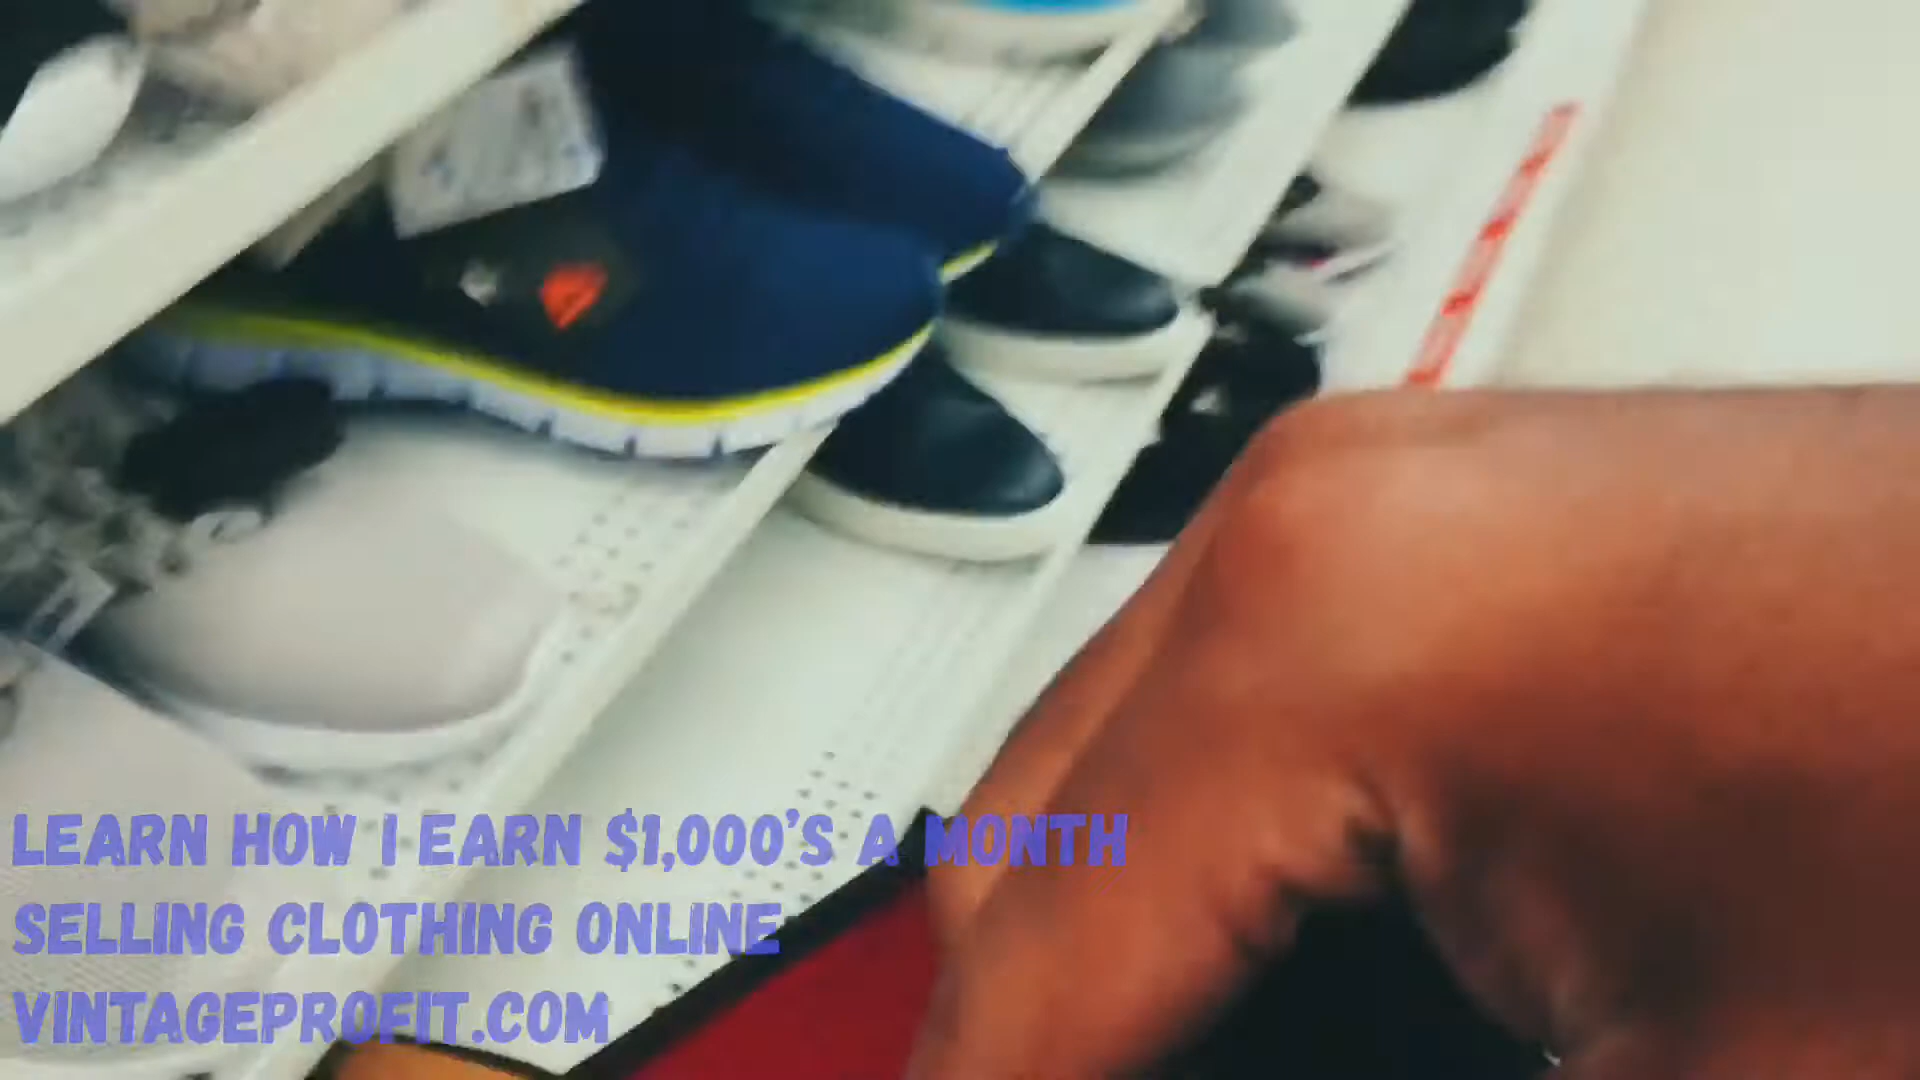 LEARN HOW I EARN $1,000'S A MONTH
SELLING CLOTHING ONLINE
VINTAGEPROFIT.COM